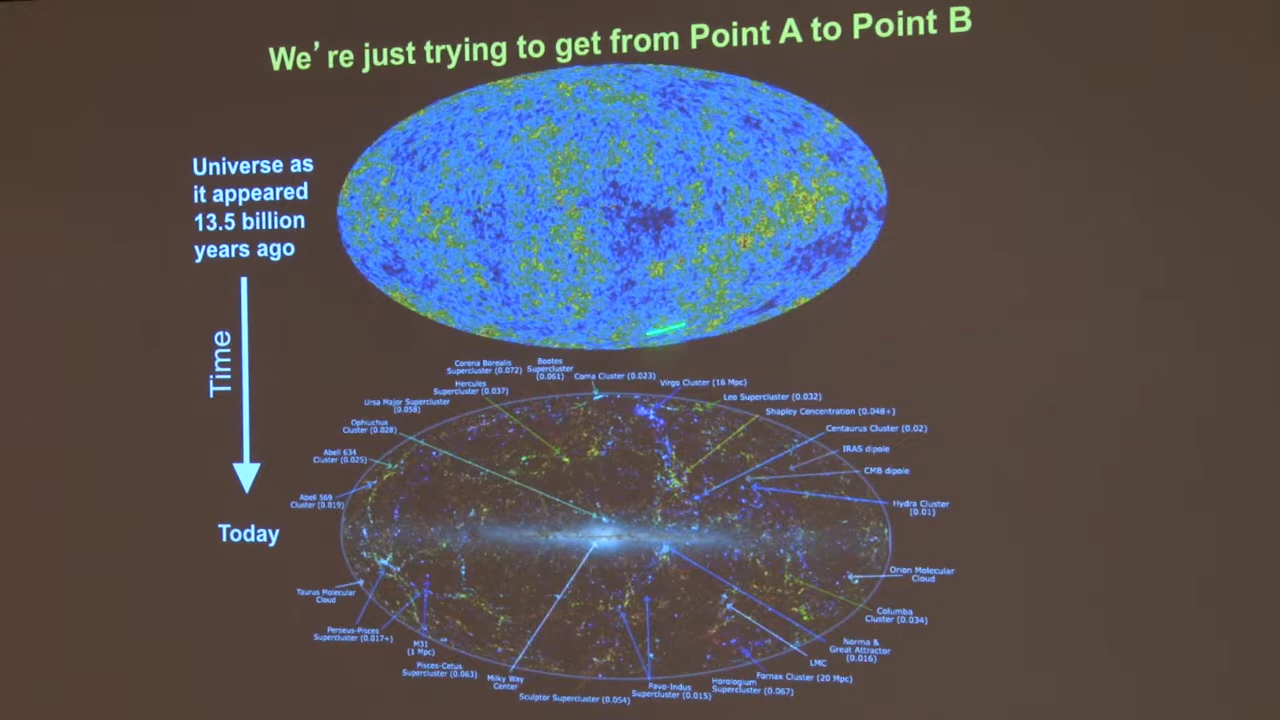 We're just trying to get from Point A to Point B
Universe as
it appeared
13.5 billion
years ago
Time
Today
Corona Borealis
Supercluster (0.072)
Bootes
Supercluster
(0.061)
Coma Cluster (0.023)
Virgo Cluster (16 Mpc)
Hercules
Supercluster (0.037)
Leo Supercluster (0.032)
Ursa Major Supercluster
(0.058)
Shapley Concentration (0.048+)
Ophiuchus
Cluster (0.028)
Centaurus Cluster (0.02)
Abell 634
Cluster (0.025)
IRAS dipole
CMB dipole
Abell 569
Cluster (0.019)
Hydra Cluster
(0.01)
Orion Molecular
Cloud
Taurus Molecular
Cloud
Columba
Cluster (0.034)
Perseus-Pisces
Supercluster (0.017+)
M31
(1 Mpc)
Norma &
Great Attractor
(0.016)
LMC
Pisces-Cetus
Supercluster (0.063)
Milky Way
Center
Sculptor Supercluster (0.054)
Pavo-Indus
Supercluster (0.015)
Horologium
Supercluster (0.067)
Fornax Cluster (20 Mpc)